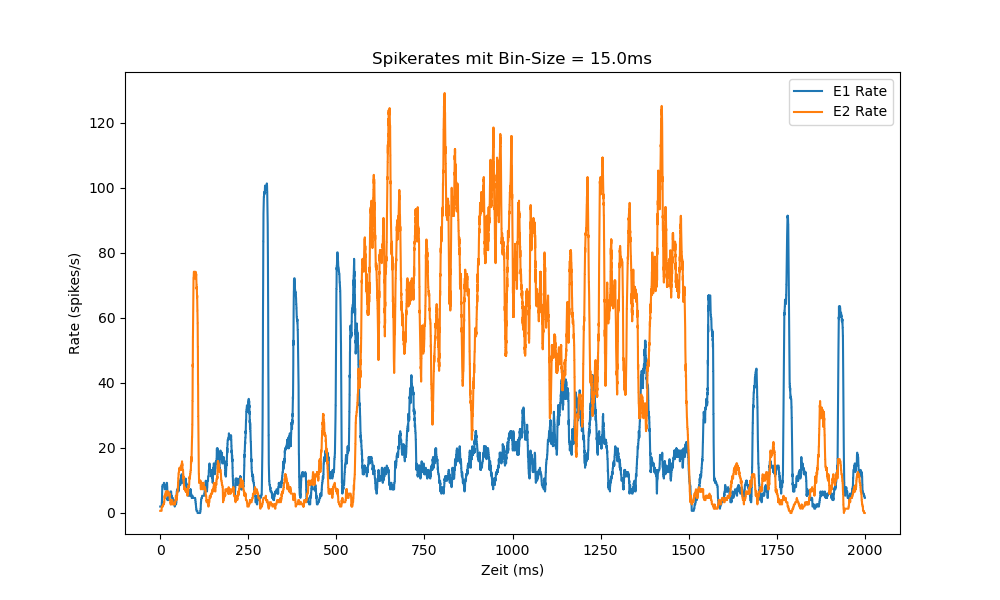 Spikerates mit Bin-Size = 15.0ms
E1 Rate
E2 Rate
Rate (spikes/s)
120
100
80
60
40
20
0
0 250 500 750 1000 1250 1500 1750 2000
Zeit (ms)